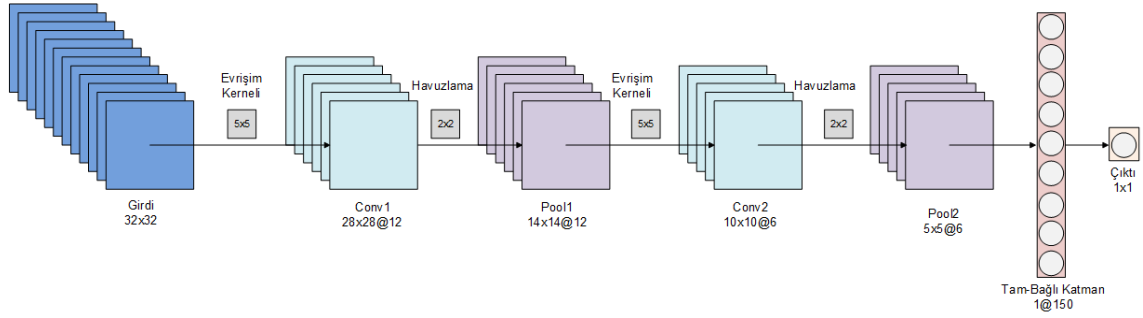 Evrişim
Kerneli
5x5
Havuzlama
2x2
Evrişim
Kerneli
5x5
Havuzlama
2x2
Girdi
32x32
Conv1
28x28@12
Pool1
14x14@12
Conv2
10x10@6
Pool2
5x5@6
Tam-Bağlı Katman
1@150
Çıktı
1x1